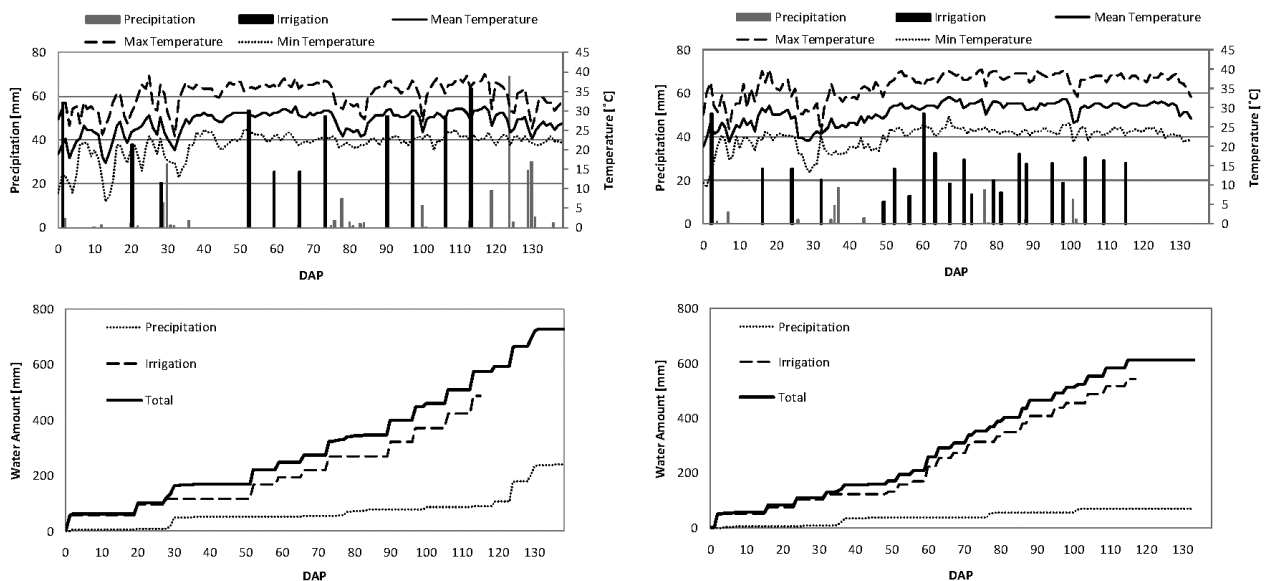 Precipitation Irrigation Mean Temperature
Max Temperature Min Temperature
80 45
40
60 35
30
40 25
20
20 15
10
5
0 0
0 10 20 30 40 50 60 70 80 90 100 110 120 130
DAP
Precipitation [mm]
Temperature [˚C]
Precipitation Irrigation Mean Temperature
Max Temperature Min Temperature
80 45
40
60 35
30
40 25
20
20 15
10
5
0 0
0 10 20 30 40 50 60 70 80 90 100 110 120 130
DAP
Precipitation [mm]
Temperature [˚C]
800
600
400
200
0
Precipitation
Irrigation
Total
0 10 20 30 40 50 60 70 80 90 100 110 120 130
DAP
Water Amount [mm]
800
600
400
200
0
Precipitation
Irrigation
Total
0 10 20 30 40 50 60 70 80 90 100 110 120 130
DAP
Water Amount [mm]